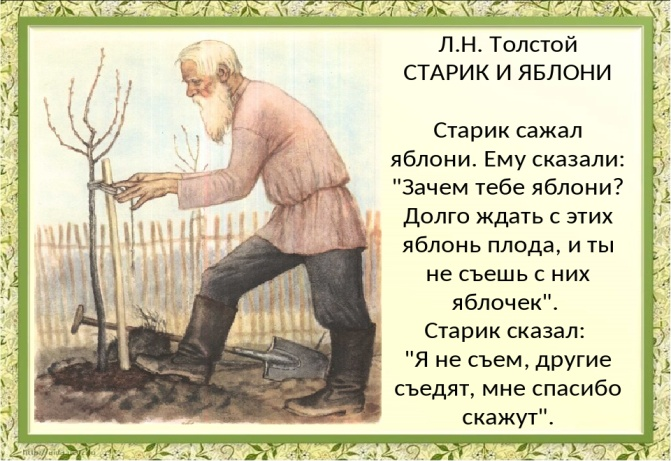 Л.Н. Толстой
СТАРИК И ЯБЛОНИ
Старик сажал
яблони. Ему сказали:
"Зачем тебе яблони?
Долго ждать с этих
яблонь плода, и ты
не съешь с них
яблочек".
Старик сказал:
"Я не съем, другие
съедят, мне спасибо
скажут".